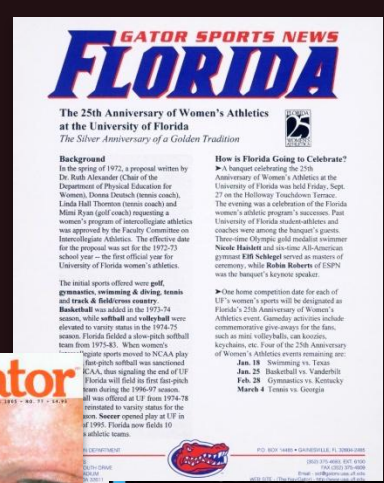 GATOR SPORTS NEWS
FLORIDA
The 25th Anniversary of Women's Athletics
at the University of Florida
The Silver Anniversary of a Golden Tradition
FLORIDA
25
WOMEN'S
ATHLETICS
Background
In the spring of 1972, a proposal written by
Dr. Ruth Alexander (Chair of the
Department of Physical Education for
Women), Donna Deutsch (tennis coach),
Linda Hall Thornton (tennis coach) and
Mimi Ryan (golf coach) requesting a
women's program of intercollegiate athletics
was approved by the Faculty Committee on
Intercollegiate Athletics. The effective date
for the proposal was set for the 1972-73
school year -- the first official year for
University of Florida women's athletics.
The initial sports offered were golf,
gymnastics, swimming & diving, tennis
and track & field/cross country.
Basketball was added in the 1973-74
season, while softball and volleyball were
elevated to varsity status in the 1974-75
season. Florida fielded a slow-pitch softball
team from 1975-83. When women's
sports moved to NCAA play
fast-pitch softball was sanctioned
NCAA, thus signaling the end of UF
Florida will field its first fast-pitch
team during the 1996-97 season.
ball was offered at UF from 1974-78
reinstated to varsity status for the
son. Soccer opened play at UF in
of 1995. Florida now fields 10
athletic teams.
How is Florida Going to Celebrate?
➤A banquet celebrating the 25th
Anniversary of Women's Athletics at the
University of Florida was held Friday, Sept.
27 on the Holloway Touchdown Terrace.
The evening was a celebration of the Florida
women's athletic program's successes. Past
University of Florida student-athletes and
coaches were among the banquet's guests.
Three-time Olympic gold medalist swimmer
Nicole Haislett and six-time All-American
gymnast Elfi Schlegel served as masters of
ceremony, while Robin Roberts of ESPN
was the banquet's keynote speaker.
➤One home competition date for each of
UF's women's sports will be designated as
Florida's 25th Anniversary of Women's
Athletics event. Gameday activities include
commemorative give-aways for the fans,
such as mini volleyballs, can koozies,
keychains, etc. Four of the 25th Anniversary
of Women's Athletics events remaining are:
Jan. 18 Swimming vs. Texas
Jan. 25 Basketball vs. Vanderbilt
Feb. 28 Gymnastics vs. Kentucky
March 4 Tennis vs. Georgia
ator
1995 • NO. 77 • $4.95
DEPARTMENT
P.O. BOX 14485 • GAINESVILLE, FL 32604-2485
DRIVE